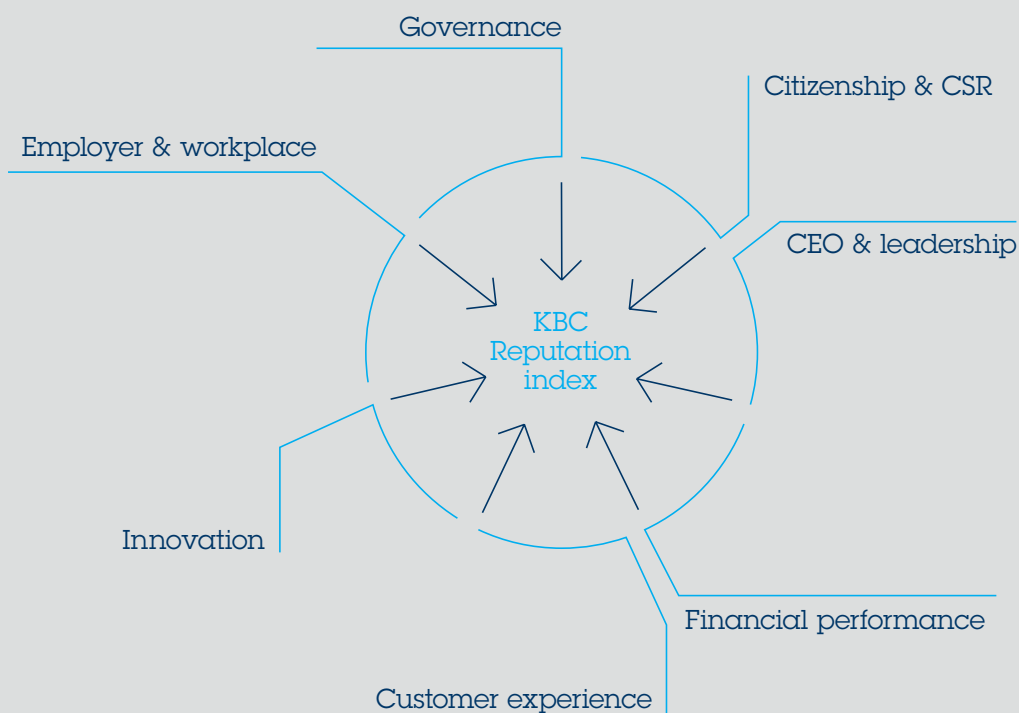 Governance
Citizenship & CSR
Employer & workplace
CEO & leadership
KBC
Reputation
index
Innovation
Financial performance
Customer experience